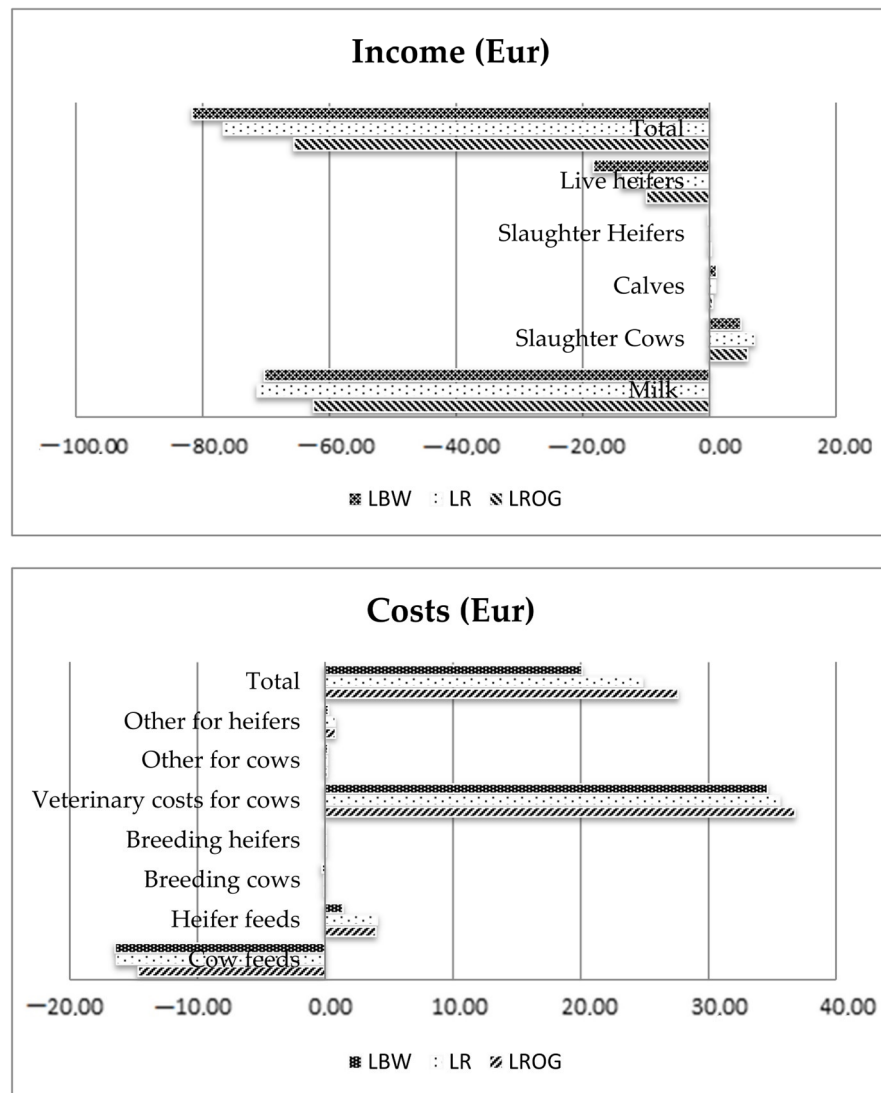 Income (Eur)
Total
Live heifers
Slaughter Heifers
Calves
Slaughter Cows
Milk
—100.00 —80.00 —60.00 —40.00 —20.00 0.00 20.00
LBW LR LROG
Costs (Eur)
Total
Other for heifers
Other for cows
Veterinary costs for cows
Breeding heifers
Breeding cows
Heifer feeds
Cow feeds
—20.00 —10.00 0.00 10.00 20.00 30.00 40.00
LBW LR LROG